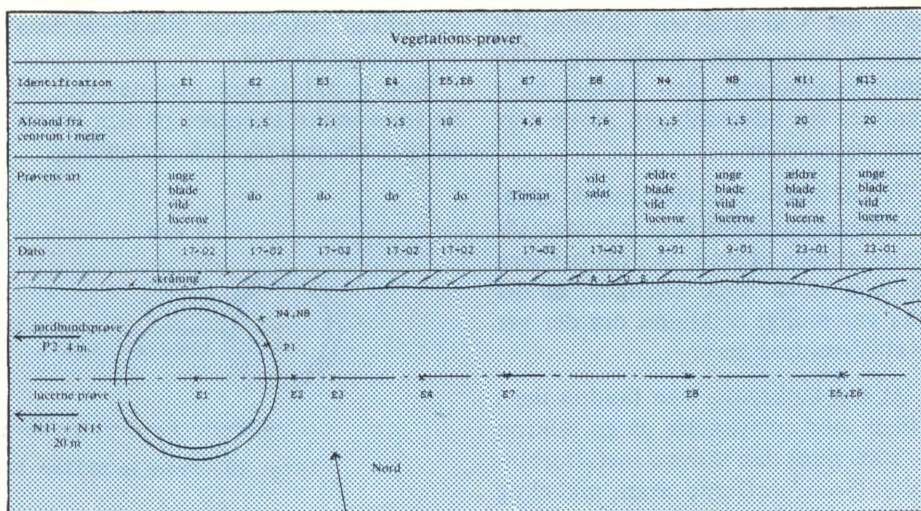 Vegetations-prøver
Identification E1 E2 E3 E4 E5,E6 E7 E8 N4 N8 N11 N15
Afstand fra centrum i meter 0 1,5 2,1 3,5 10 4,8 7,6 1,5 1,5 20 20
Prøvens art unge blade vild lucerne do do do do Timian vild salat ældre blade vild lucerne unge blade vild lucerne ældre blade vild lucerne unge blade vild lucerne
Dato 17-02 17-02 17-02 17-02 17-02 17-02 17-02 9-01 9-01 23-01 23-01
skråning
N4,N8
jordbundsprøve
P2 4 m.
P1
lucerne prøve
E1 E2 E3 E4 E7 E8 E5,E6
N11 + N15
20 m
Nord